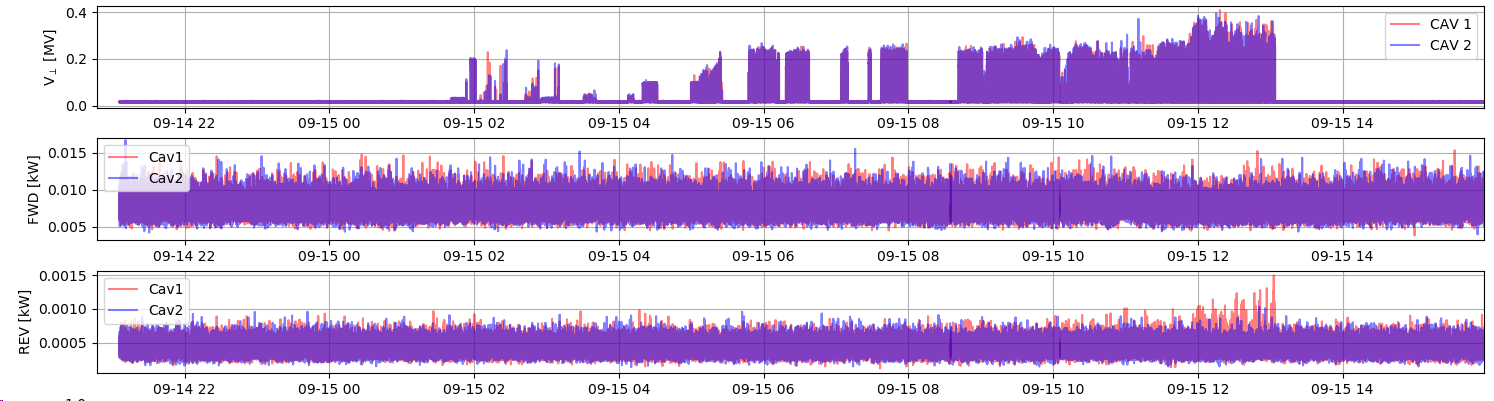 V⊥ [MV]
0.4
0.2
0.0
CAV 1
CAV 2
09-14 22 09-15 00 09-15 02 09-15 04 09-15 06 09-15 08 09-15 10 09-15 12 09-15 14
FWD [kW]
0.015
0.010
0.005
Cav1
Cav2
09-14 22 09-15 00 09-15 02 09-15 04 09-15 06 09-15 08 09-15 10 09-15 12 09-15 14
REV [kW]
0.0015
0.0010
0.0005
Cav1
Cav2
09-14 22 09-15 00 09-15 02 09-15 04 09-15 06 09-15 08 09-15 10 09-15 12 09-15 14